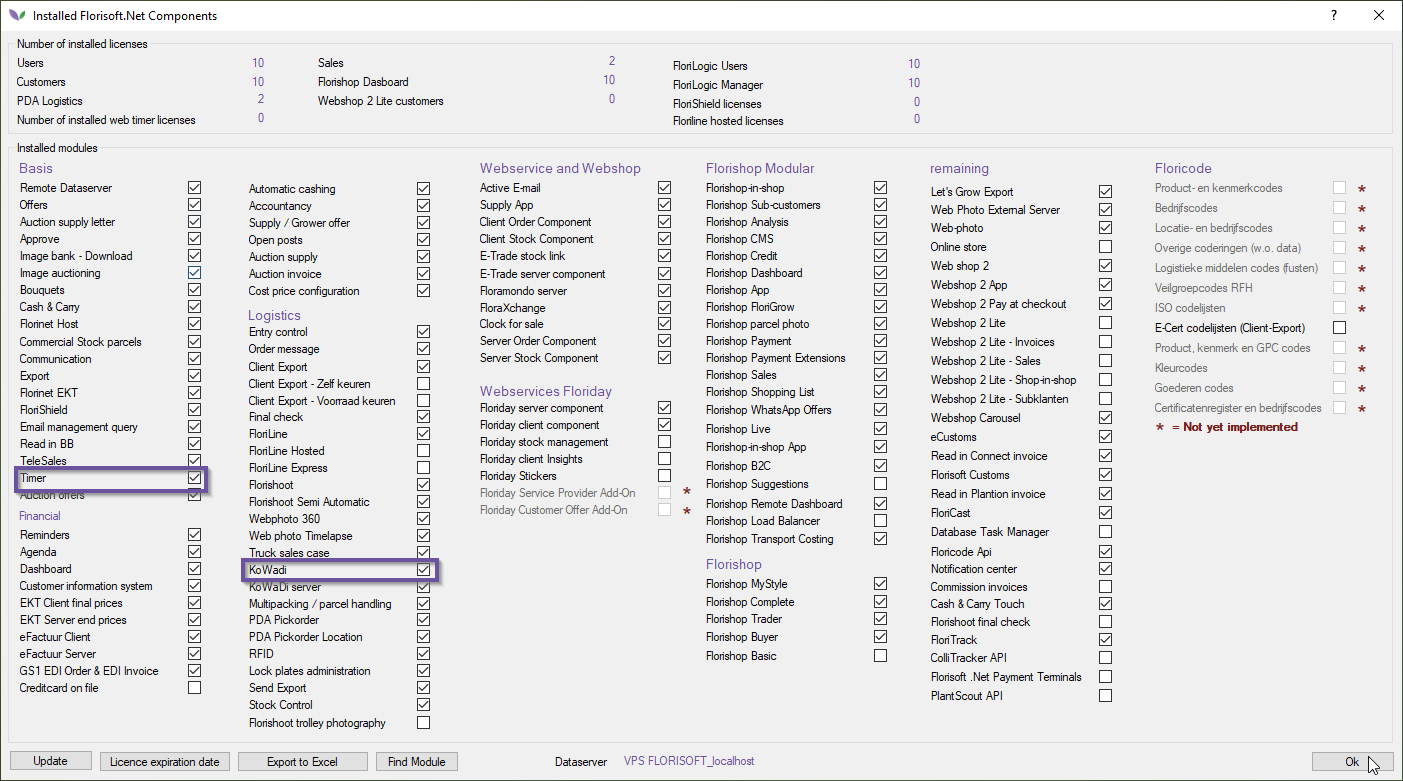 Installed Florisoft.Net Components
?
Number of installed licenses
Users 10
Customers 10
PDA Logistics 2
Number of installed web timer licenses 0
Sales 2
Florishop Dasboard 10
Webshop 2 Lite customers 0
FloriLogic Users 10
FloriLogic Manager 10
FloriShield licenses 0
Floriline hosted licenses 0
Installed modules
Basis
Remote Dataserver
Offers
Auction supply letter
Approve
Image bank - Download
Image auctioning
Bouquets
Cash & Carry
Florinet Host
Commercial Stock parcels
Communication
Export
Florinet EKT
FloriShield
Email management query
Read in BB
TeleSales
Timer
Auction offers
Financial
Reminders
Agenda
Dashboard
Customer information system
EKT Client final prices
EKT Server end prices
eFactuur Client
eFactuur Server
GS1 EDI Order & EDI Invoice
Creditcard on file
Automatic cashing
Accountancy
Supply / Grower offer
Open posts
Auction supply
Auction invoice
Cost price configuration
Logistics
Entry control
Order message
Client Export
Client Export - Zelf keuren
Client Export - Voorraad keuren
Final check
FloriLine
FloriLine Hosted
FloriLine Express
Florishoot
Florishoot Semi Automatic
Webphoto 360
Web photo Timelapse
Truck sales case
KoWadi
KoWaDi server
Multipacking / parcel handling
PDA Pickorder
PDA Pickorder Location
RFID
Lock plates administration
Send Export
Stock Control
Florishoot trolley photography
Webservice and Webshop
Active E-mail
Supply App
Client Order Component
Client Stock Component
E-Trade stock link
E-Trade server component
Floramondo server
FloraXchange
Clock for sale
Server Order Component
Server Stock Component
Webservices Floriday
Floriday server component
Floriday client component
Floriday stock management
Floriday client Insights
Floriday Stickers
Floriday Service Provider Add-On *
Floriday Customer Offer Add-On *
Florishop Modular
Florishop-in-shop
Florishop Sub-customers
Florishop Analysis
Florishop CMS
Florishop Credit
Florishop Dashboard
Florishop App
Florishop FloriGrow
Florishop parcel photo
Florishop Payment
Florishop Payment Extensions
Florishop Sales
Florishop Shopping List
Florishop WhatsApp Offers
Florishop Live
Florishop-in-shop App
Florishop B2C
Florishop Suggestions
Florishop Remote Dashboard
Florishop Load Balancer
Florishop Transport Costing
Florishop
Florishop MyStyle
Florishop Complete
Florishop Trader
Florishop Buyer
Florishop Basic
remaining
Let's Grow Export
Web Photo External Server
Web-photo
Online store
Web shop 2
Webshop 2 App
Webshop 2 Pay at checkout
Webshop 2 Lite
Webshop 2 Lite - Invoices
Webshop 2 Lite - Sales
Webshop 2 Lite - Shop-in-shop
Webshop 2 Lite - Subklanten
Webshop Carousel
eCustoms
Read in Connect invoice
Florisoft Customs
Read in Plantion invoice
FloriCast
Database Task Manager
Floricode Api
Notification center
Commission invoices
Cash & Carry Touch
Florishoot final check
FloriTrack
ColliTracker API
Florisoft .Net Payment Terminals
PlantScout API
Floricode
Product- en kenmerkcodes *
Bedrijfscodes *
Locatie- en bedrijfscodes *
Overige coderingen (w.o. data) *
Logistieke middelen codes (fusten) *
Veilgroepcodes RFH *
ISO codelijsten *
E-Cert codelijsten (Client-Export)
Product, kenmerk en GPC codes *
Kleurcodes *
Goederen codes *
Certificatenregister en bedrijfscodes *
* = Not yet implemented
Update
Licence expiration date
Export to Excel
Find Module
Dataserver VPS FLORISOFT_localhost
Ok